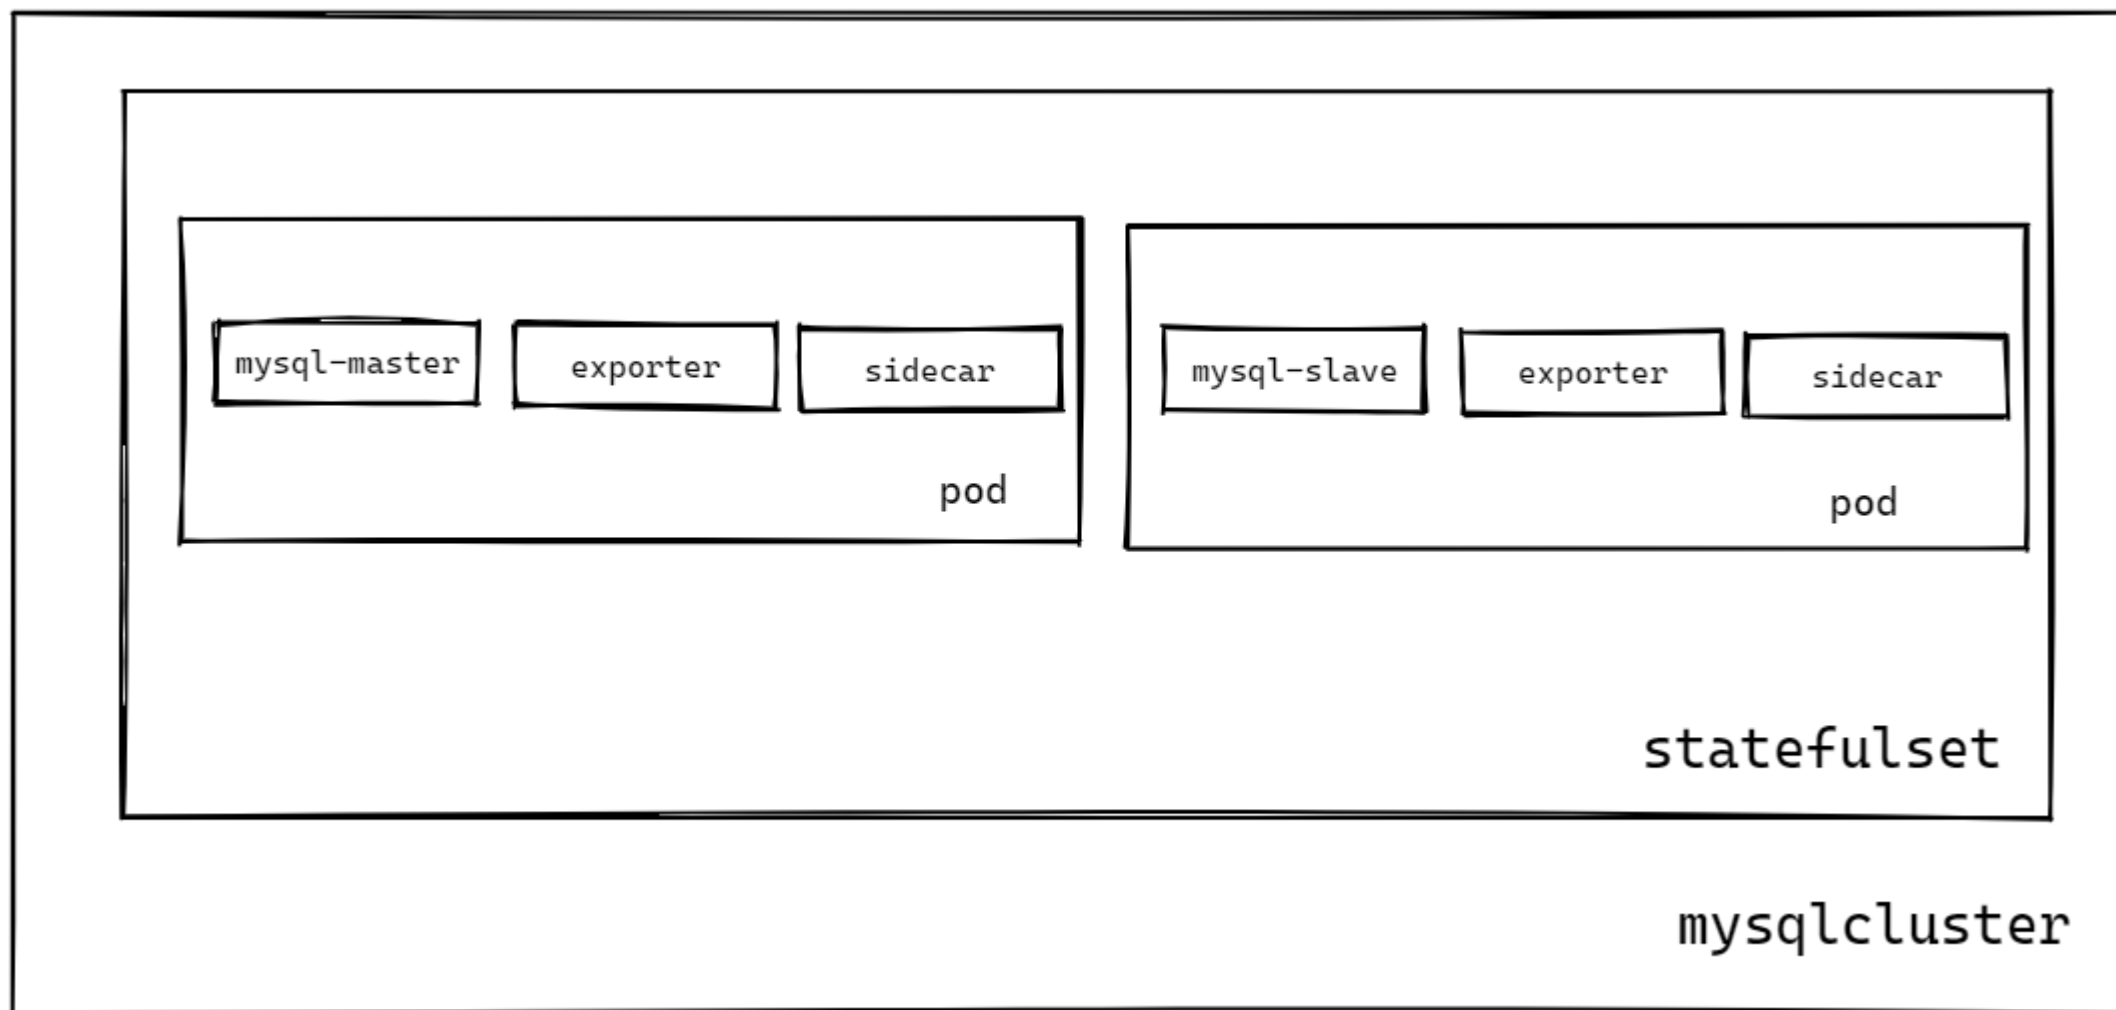 mysql-master
exporter
sidecar
pod
mysql-slave
exporter
sidecar
pod
statefulset
mysqlcluster